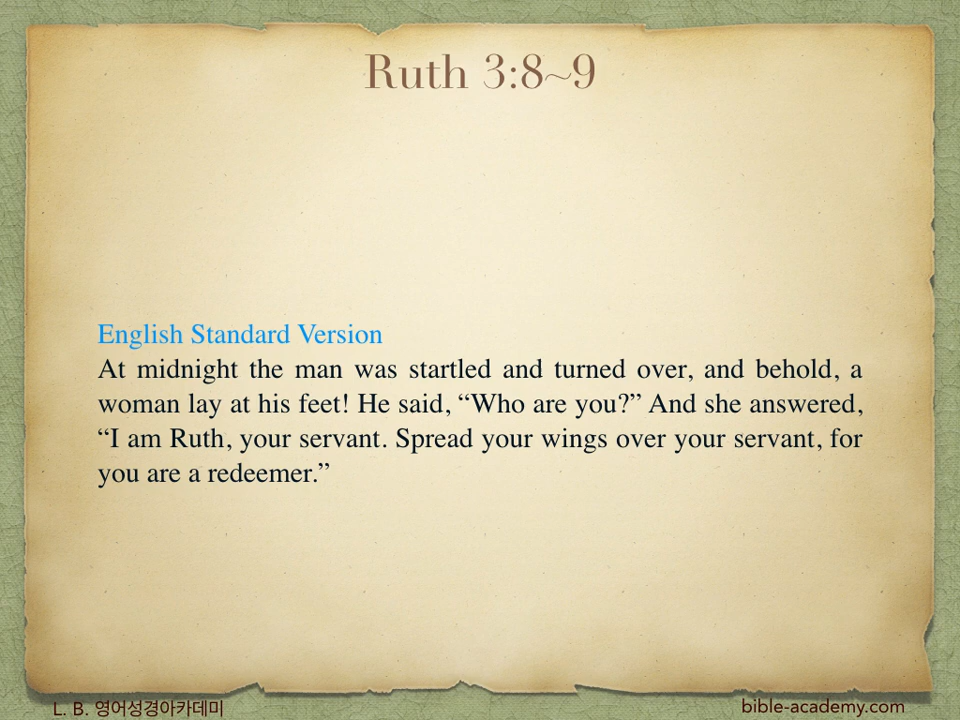 Ruth 3:8~9
English Standard Version
At midnight the man was startled and turned over, and behold, a
woman lay at his feet! He said, “Who are you?” And she answered,
“I am Ruth, your servant. Spread your wings over your servant, for
you are a redeemer.”
L. B. 영어성경아카데미
bible-academy.com